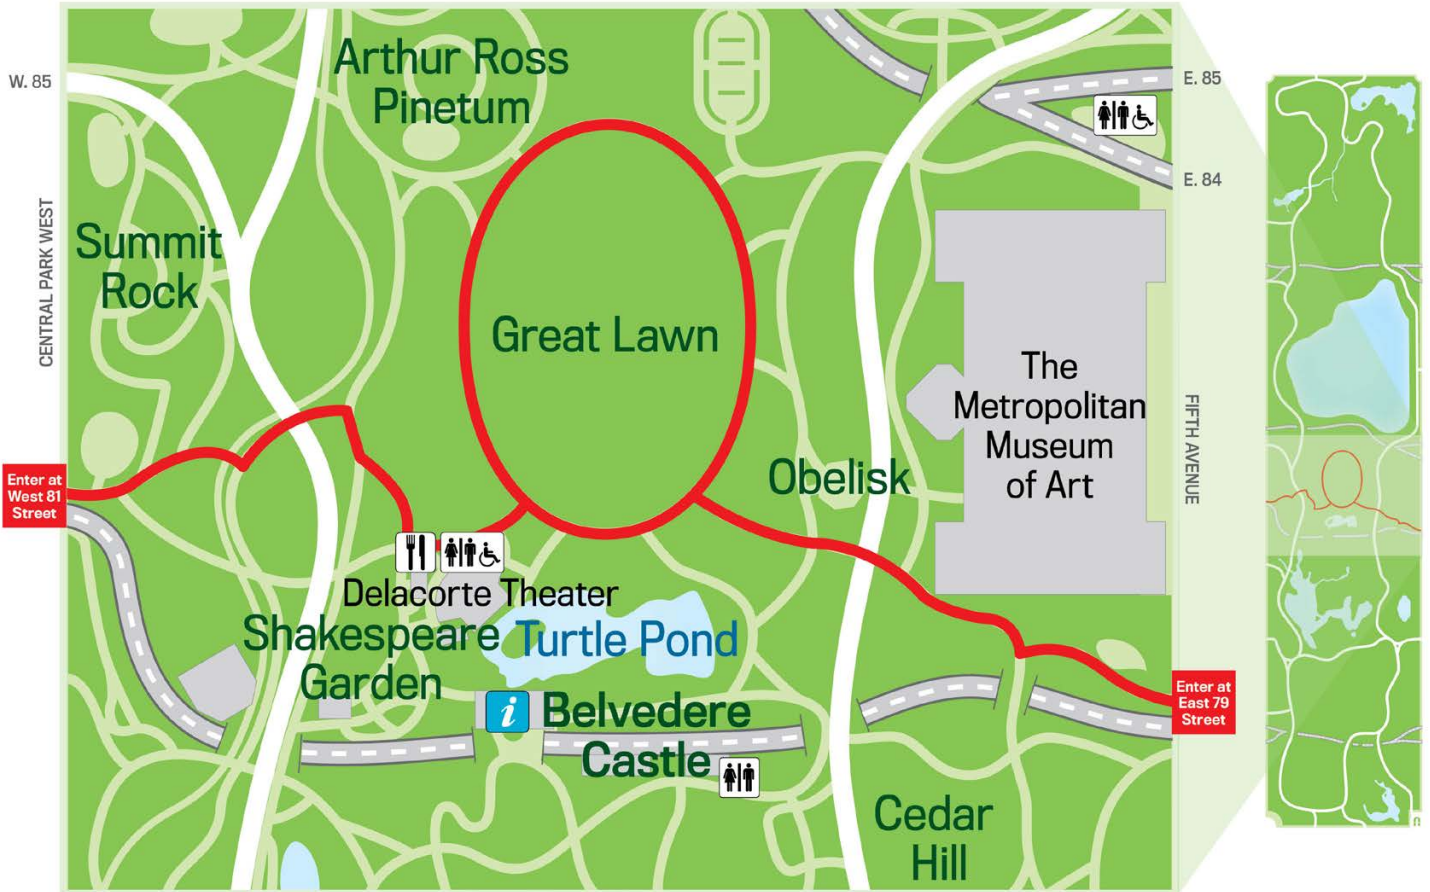 Arthur Ross
Pinetum
W. 85
E. 85
E. 84
CENTRAL PARK WEST
Summit
Rock
Great Lawn
The
Metropolitan
Museum
of Art
FIFTH AVENUE
Obelisk
Enter at
West 81
Street
Delacorte Theater
Shakespeare
Garden
Turtle Pond
i
Belvedere
Castle
Enter at
East 79
Street
Cedar
Hill